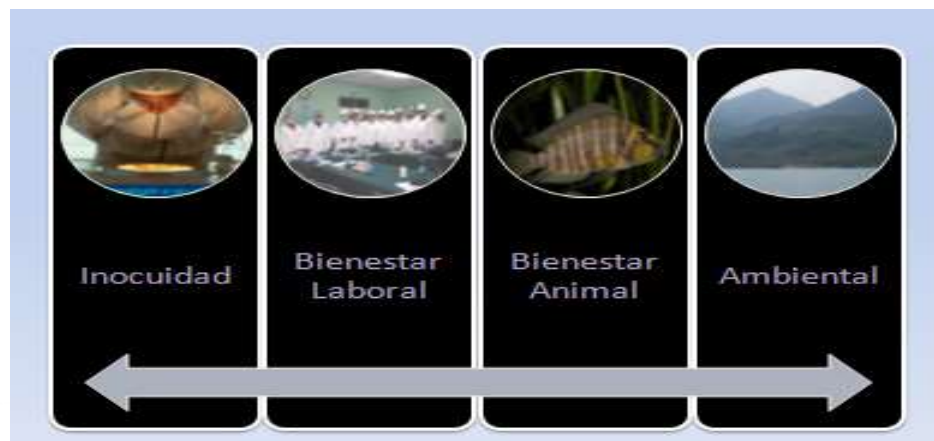 Inocuidad
Bienestar
Laboral
Bienestar
Animal
Ambiental